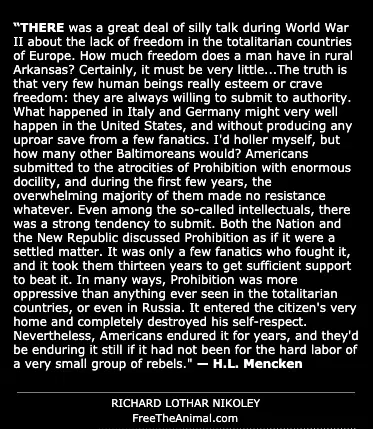 "THERE was a great deal of silly talk during World War
II about the lack of freedom in the totalitarian countries
of Europe. How much freedom does a man have in rural
Arkansas? Certainly, it must be very little...The truth is
that very few human beings really esteem or crave
freedom: they are always willing to submit to authority.
What happened in Italy and Germany might very well
happen in the United States, and without producing any
uproar save from a few fanatics. I'd holler myself, but
how many other Baltimoreans would? Americans
submitted to the atrocities of Prohibition with enormous
docility, and during the first few years, the
overwhelming majority of them made no resistance
whatever. Even among the so-called intellectuals, there
was a strong tendency to submit. Both the Nation and
the New Republic discussed Prohibition as if it were a
settled matter. It was only a few fanatics who fought it,
and it took them thirteen years to get sufficient support
to beat it. In many ways, Prohibition was more
oppressive than anything ever seen in the totalitarian
countries, or even in Russia. It entered the citizen's very
home and completely destroyed his self-respect.
Nevertheless, Americans endured it for years, and they'd
be enduring it still if it had not been for the hard labor of
a very small group of rebels." — H.L. Mencken
RICHARD LOTHAR NIKOLEY
FreeTheAnimal.com